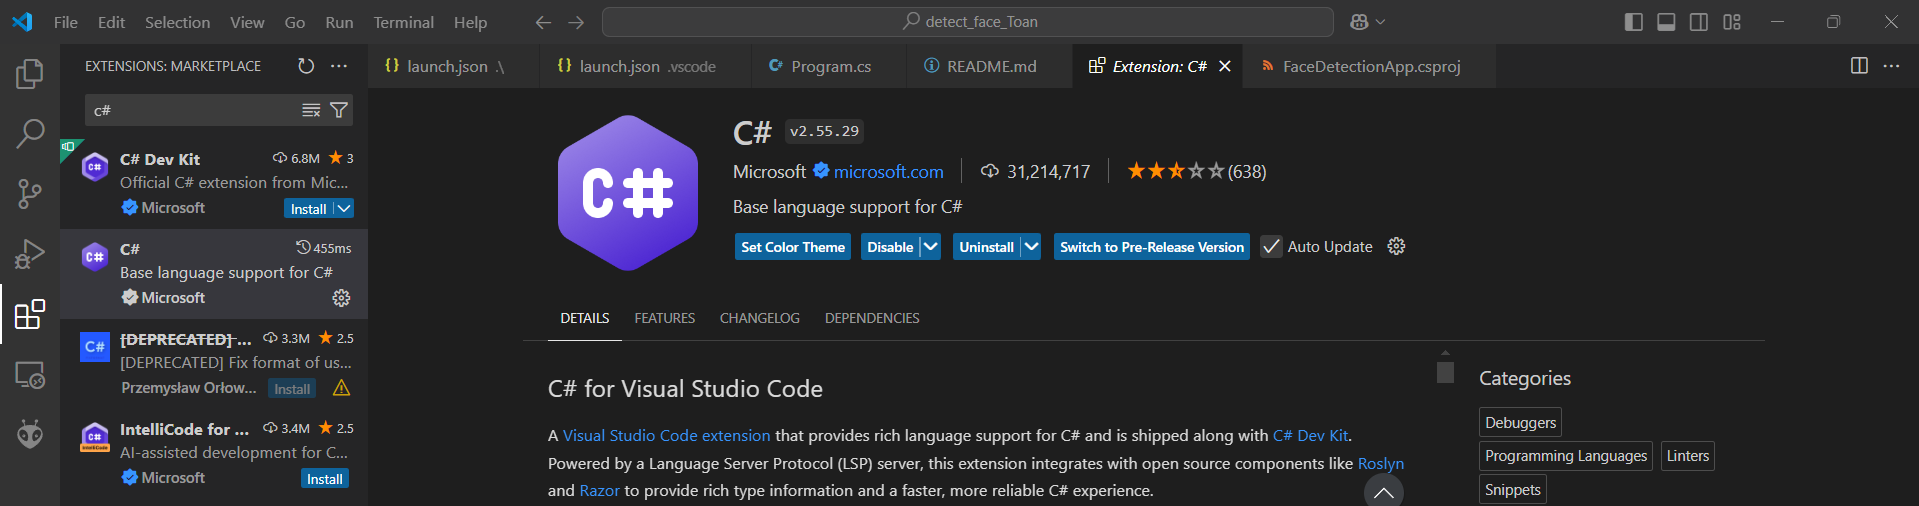 File Edit Selection View Go Run Terminal Help
detect_face_Toan
EXTENSIONS: MARKETPLACE
c#
C# Dev Kit 6.8M 3
Official C# extension from Mic...
Microsoft Install
C# 455ms
Base language support for C#
Microsoft
[DEPRECATED] ... 3.3M 2.5
[DEPRECATED] Fix format of us...
Przemysław Orłow... Install
IntelliCode for ... 3.4M 2.5
AI-assisted development for C...
Microsoft Install
{} launch.json .\ {} launch.json .vscode C# Program.cs README.md Extension: C# FaceDetectionApp.csproj
C# v2.55.29
Microsoft microsoft.com 31,214,717 (638)
Base language support for C#
Set Color Theme Disable Uninstall Switch to Pre-Release Version Auto Update
DETAILS FEATURES CHANGELOG DEPENDENCIES
C# for Visual Studio Code
A Visual Studio Code extension that provides rich language support for C# and is shipped along with C# Dev Kit.
Powered by a Language Server Protocol (LSP) server, this extension integrates with open source components like Roslyn
and Razor to provide rich type information and a faster, more reliable C# experience.
Categories
Debuggers
Programming Languages Linters
Snippets